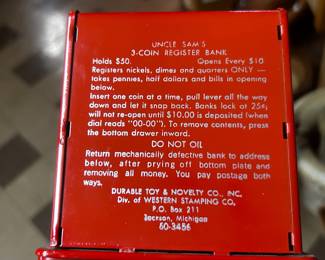 UNCLE SAM'S
3-COIN REGISTER BANK
Holds $50. Opens Every $10
Registers nickels, dimes and quarters ONLY —
takes pennies, half dollars and bills in opening
below.
Insert one coin at a time, pull lever all the way
down and let it snap back. Banks lock at 25¢;
will not re-open until $10.00 is deposited (when
dial reads "00-00"). To remove contents, press
the bottom drawer inward.
DO NOT OIL
Return mechanically defective bank to address
below, after prying off bottom plate and
removing all money. You pay postage both
ways.
DURABLE TOY & NOVELTY CO., INC.
Div. of WESTERN STAMPING CO.
P.O. Box 211
Jackson, Michigan
60-3456